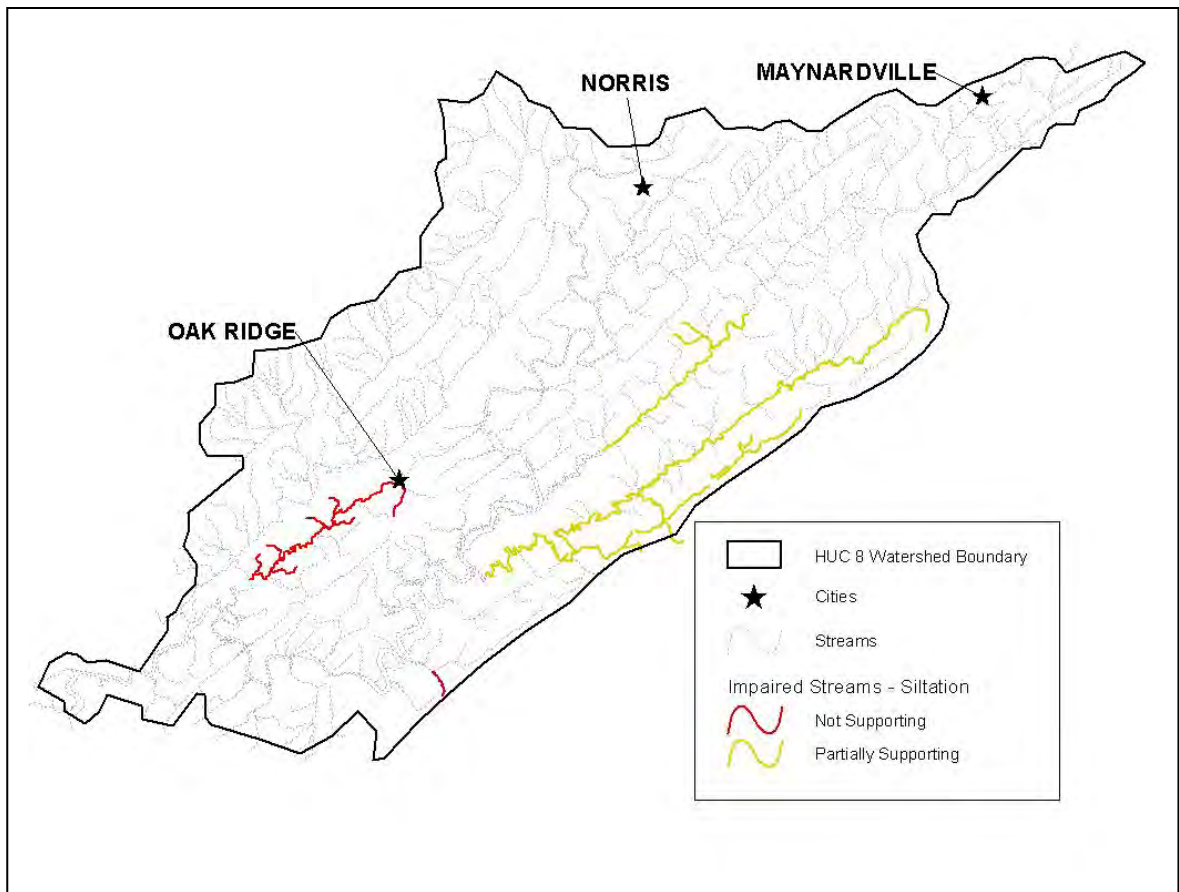 MAYNARDVILLE
NORRIS
OAK RIDGE
HUC 8 Watershed Boundary
Cities
Streams
Impaired Streams - Siltation
Not Supporting
Partially Supporting